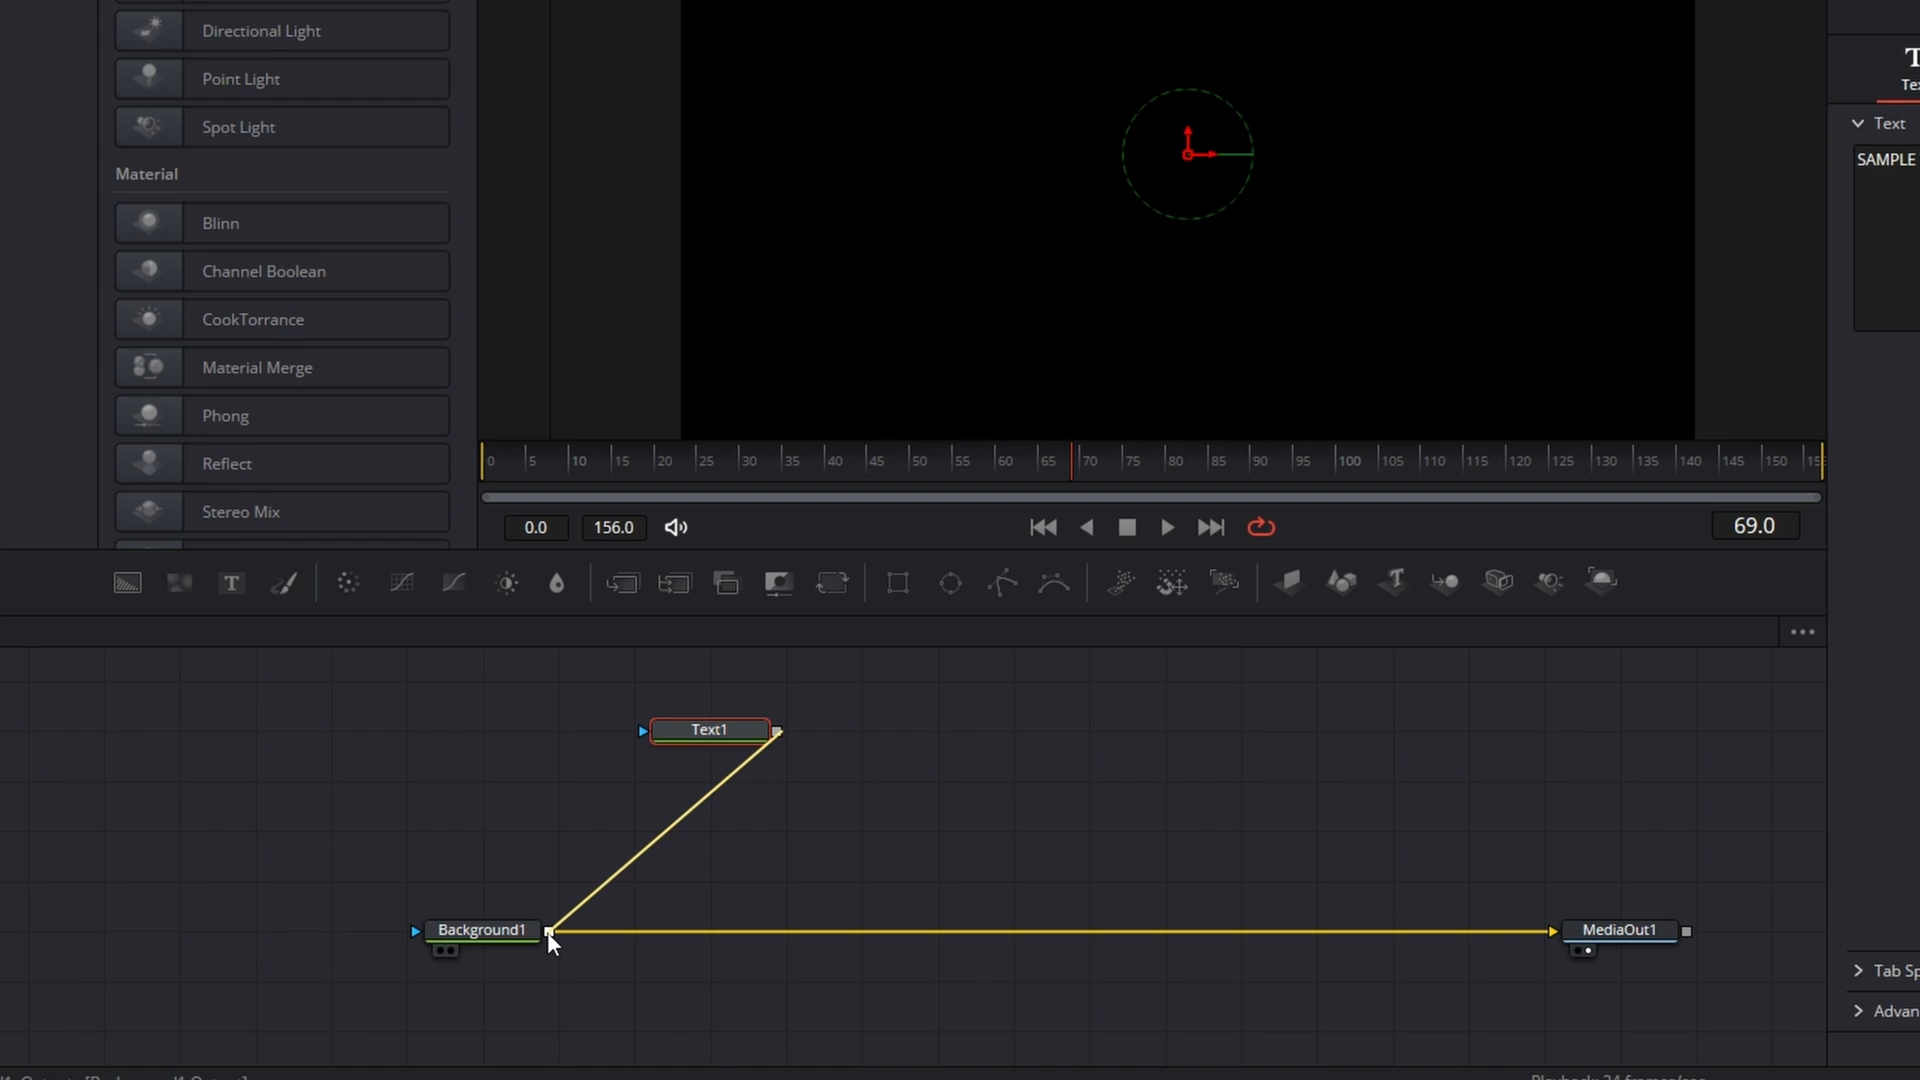 Directional Light
Point Light
Spot Light
Material
Blinn
Channel Boolean
CookTorrance
Material Merge
Phong
Reflect
Stereo Mix
Text
SAMPLE
0 5 10 15 20 25 30 35 40 45 50 55 60 65 70 75 80 85 90 95 100 105 110 115 120 125 130 135 140 145 150
0.0 156.0 69.0
T
Text1
Background1 MediaOut1
Tab Sp
Advan